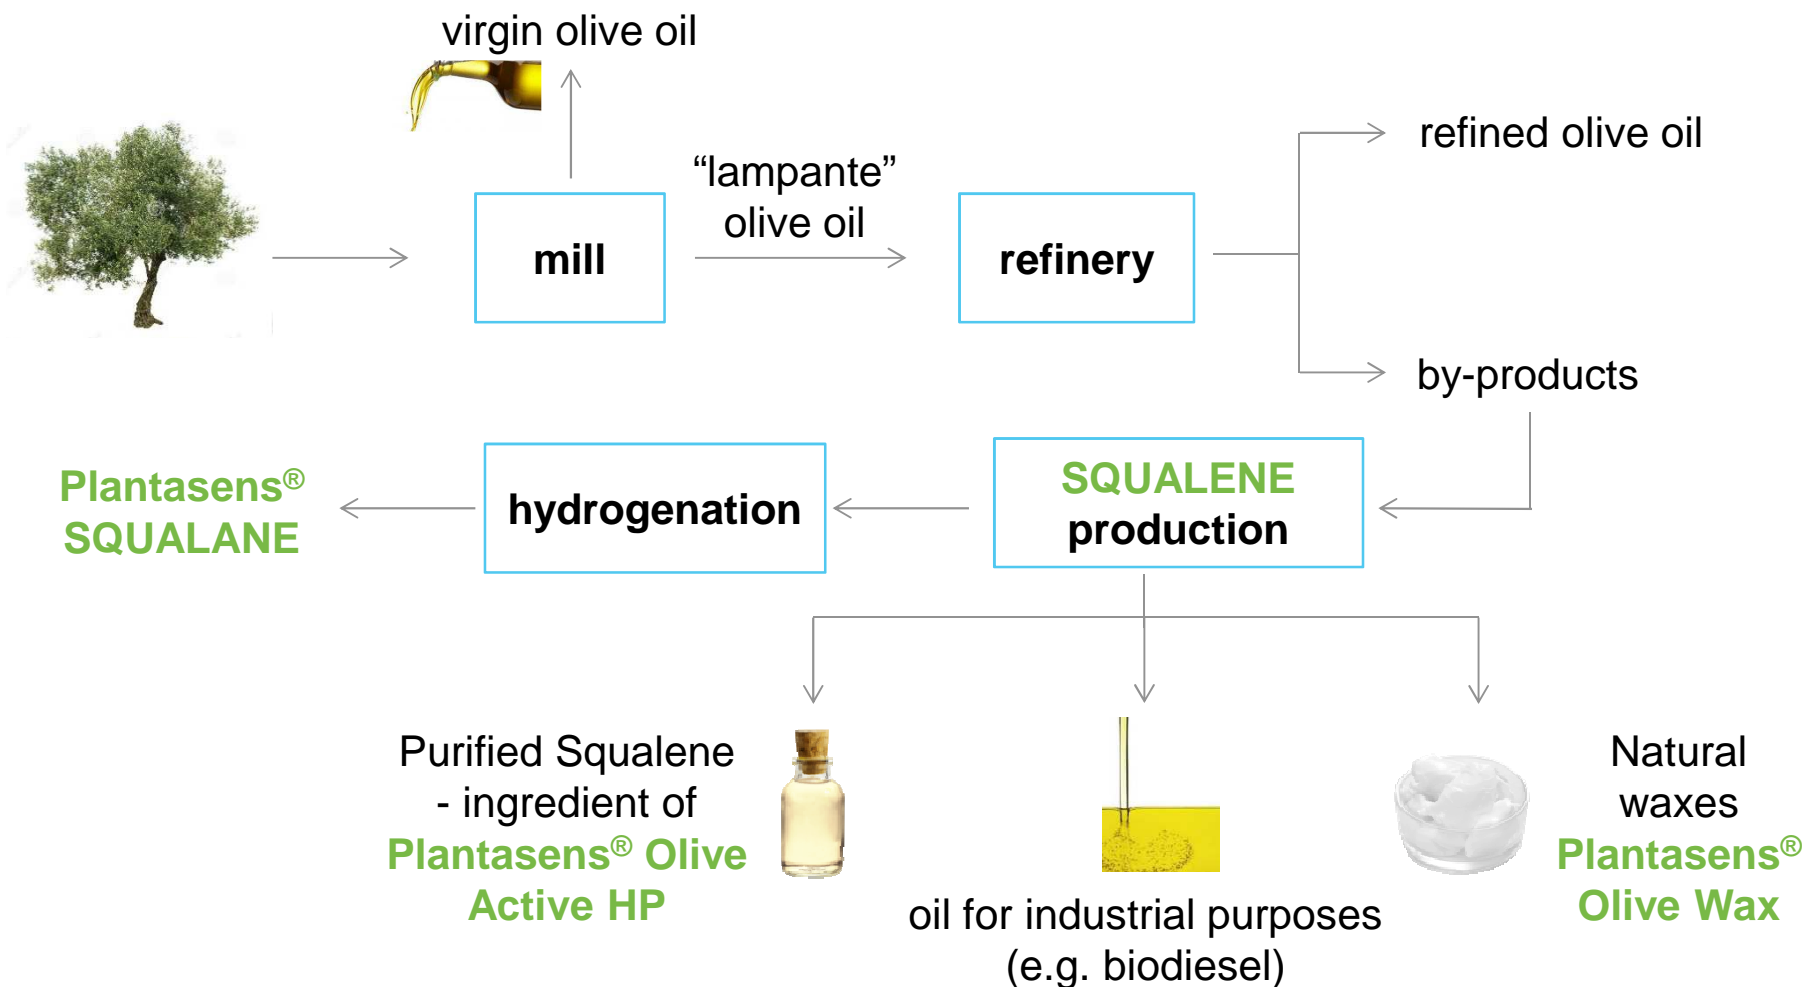 virgin olive oil
“lampante”
olive oil
refined olive oil
mill
refinery
by-products
Plantasens®
SQUALANE
hydrogenation
SQUALENE
production
Purified Squalene
- ingredient of
Plantasens® Olive
Active HP
oil for industrial purposes
(e.g. biodiesel)
Natural
waxes
Plantasens®
Olive Wax